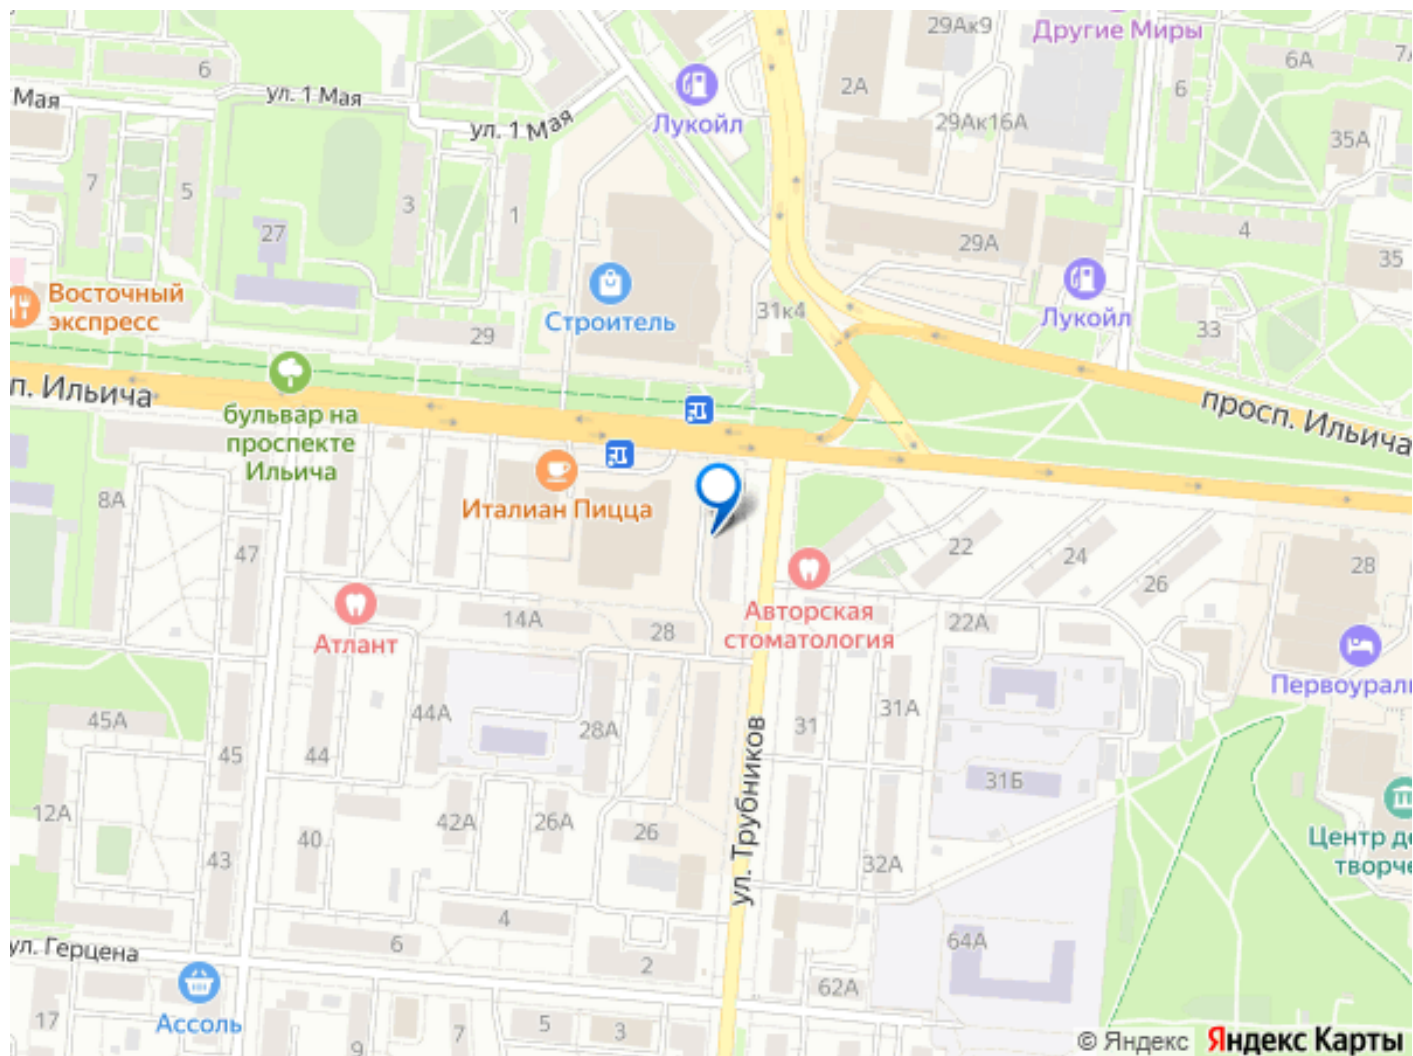 29Ак9
Другие Миры
6
6А
7
2А
6
ул. 1 Мая
Мая
ул. 1 Мая
Лукойл
29Ак16А
35А
7
5
3
1
27
29А
4
35
Восточный
экспресс
Строитель
31к4
Лукойл
33
29
п. Ильича
бульвар на
проспекте
Ильича
просп. Ильича
8А
Италиан Пицца
47
22
24
26
28
Атлант
14А
28
Авторская
стоматология
22А
Первоурал
45А
45
44
44А
28А
31
31А
ул. Трубников
31Б
12А
43
40
42А
26А
26
32А
Центр де
творче
4
6
2
64А
ул. Герцена
Ассоль
62А
17
9
7
5
3
© Яндекс Яндекс Карты